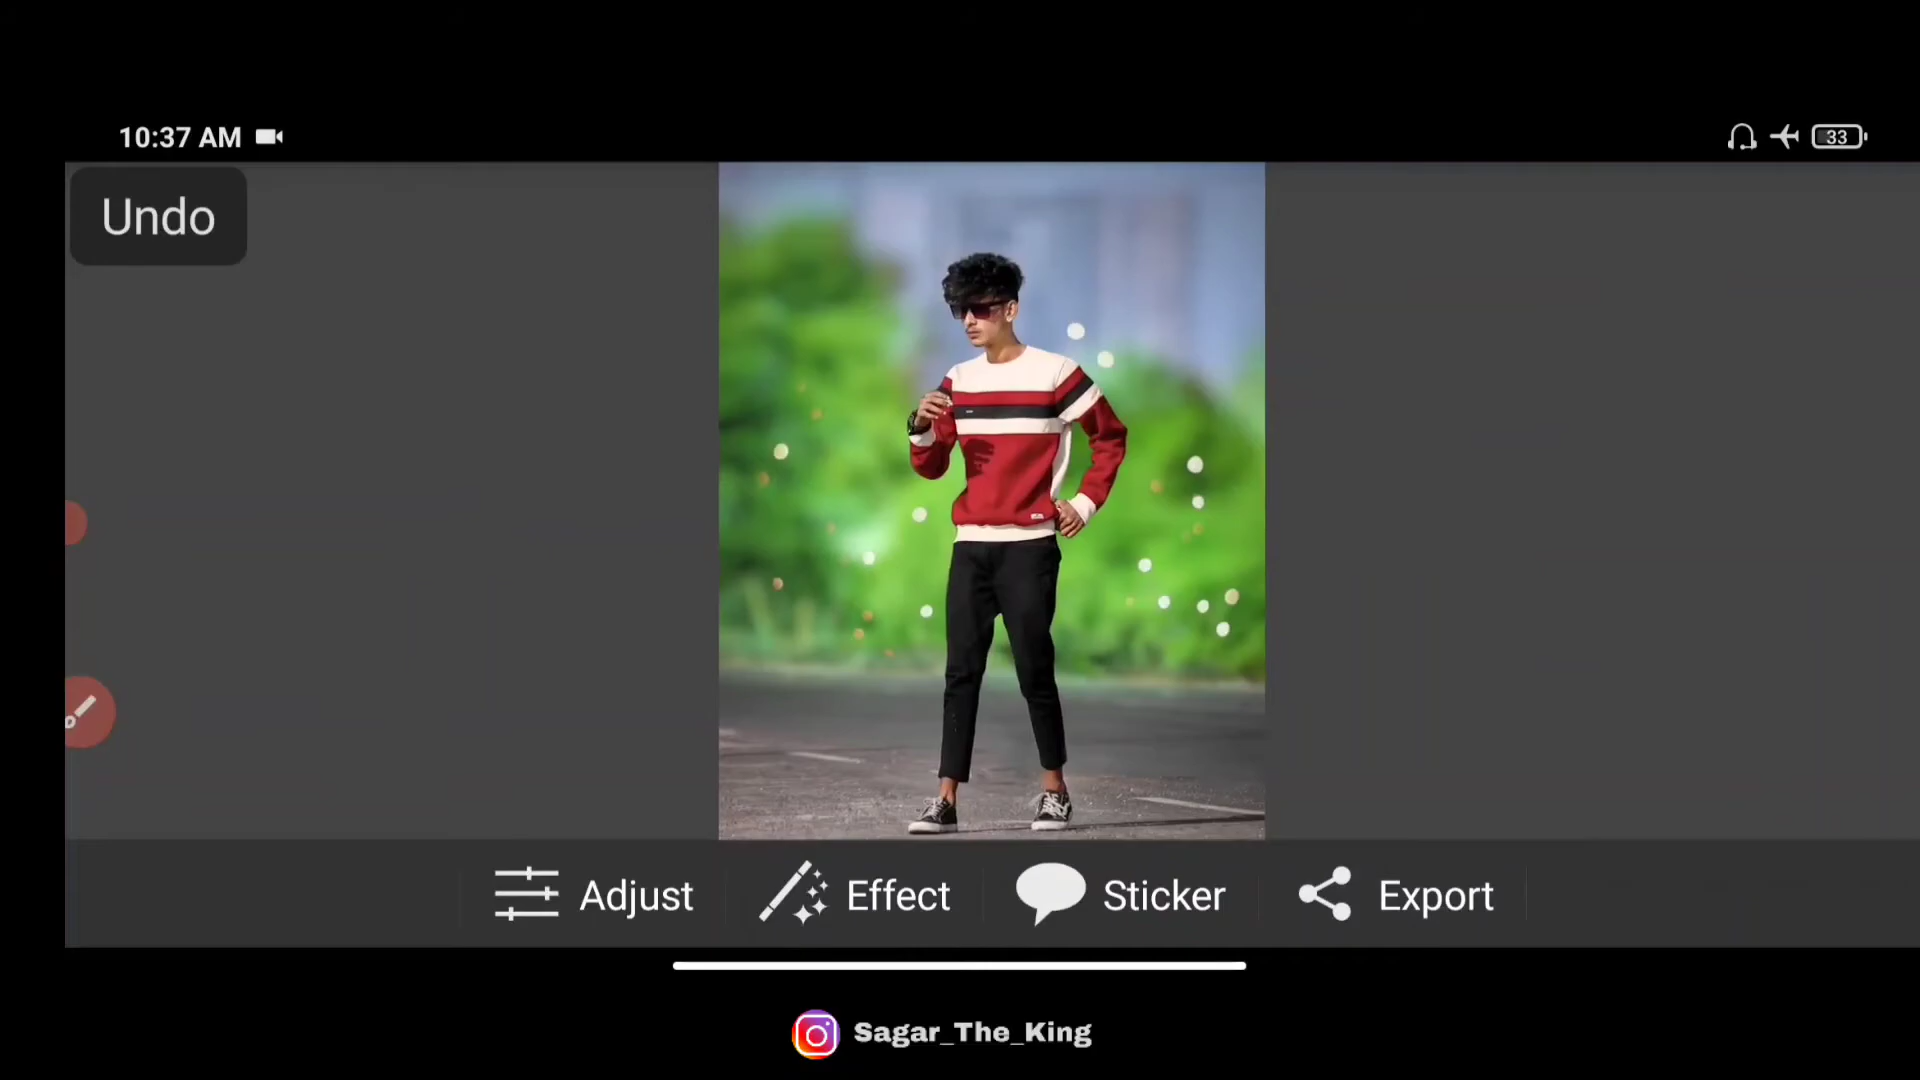 10:37 AM
33
Undo
Adjust
Effect
Sticker
Export
Sagar_The_King